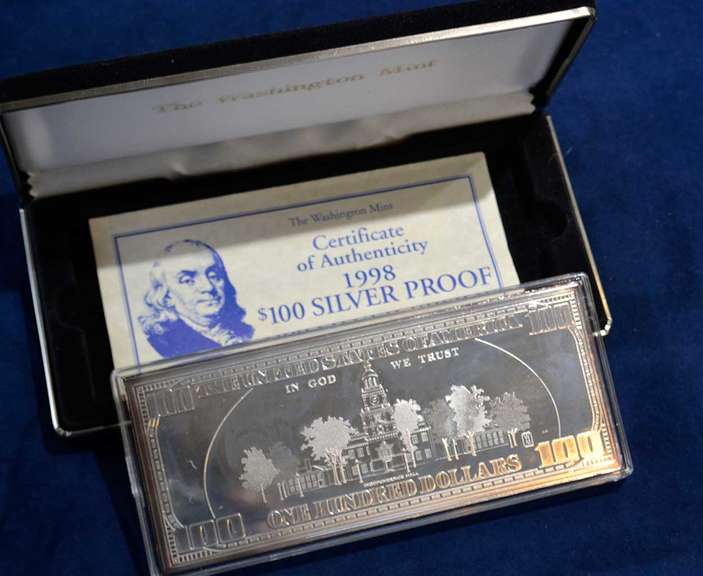 The Washington Mint
The Washington Mint
Certificate
of Authenticity
1998
$100 SILVER PROOF
100 THE UNITED STATES OF AMERICA 100
IN GOD WE TRUST
INDEPENDENCE HALL
100 ONE HUNDRED DOLLARS 100